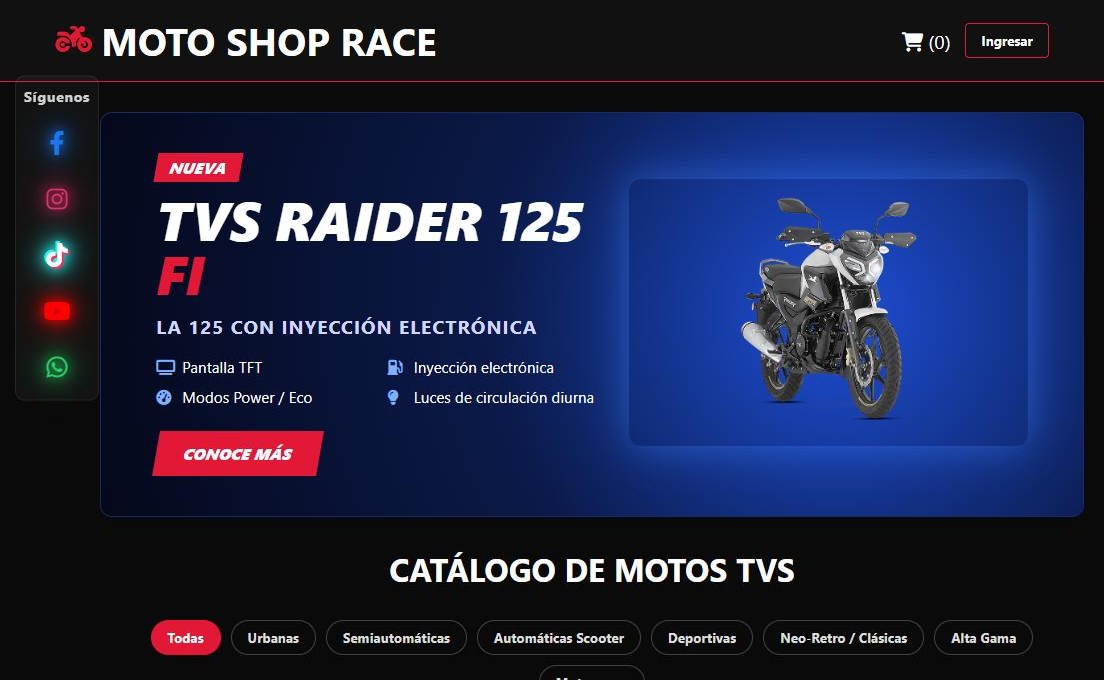 MOTO SHOP RACE
(0)
Ingresar
Síguenos
NUEVA
TVS RAIDER 125
FI
LA 125 CON INYECCIÓN ELECTRÓNICA
Pantalla TFT
Inyección electrónica
Modos Power / Eco
Luces de circulación diurna
CONOCE MÁS
CATÁLOGO DE MOTOS TVS
Todas
Urbanas
Semiautomáticas
Automáticas Scooter
Deportivas
Neo-Retro / Clásicas
Alta Gama